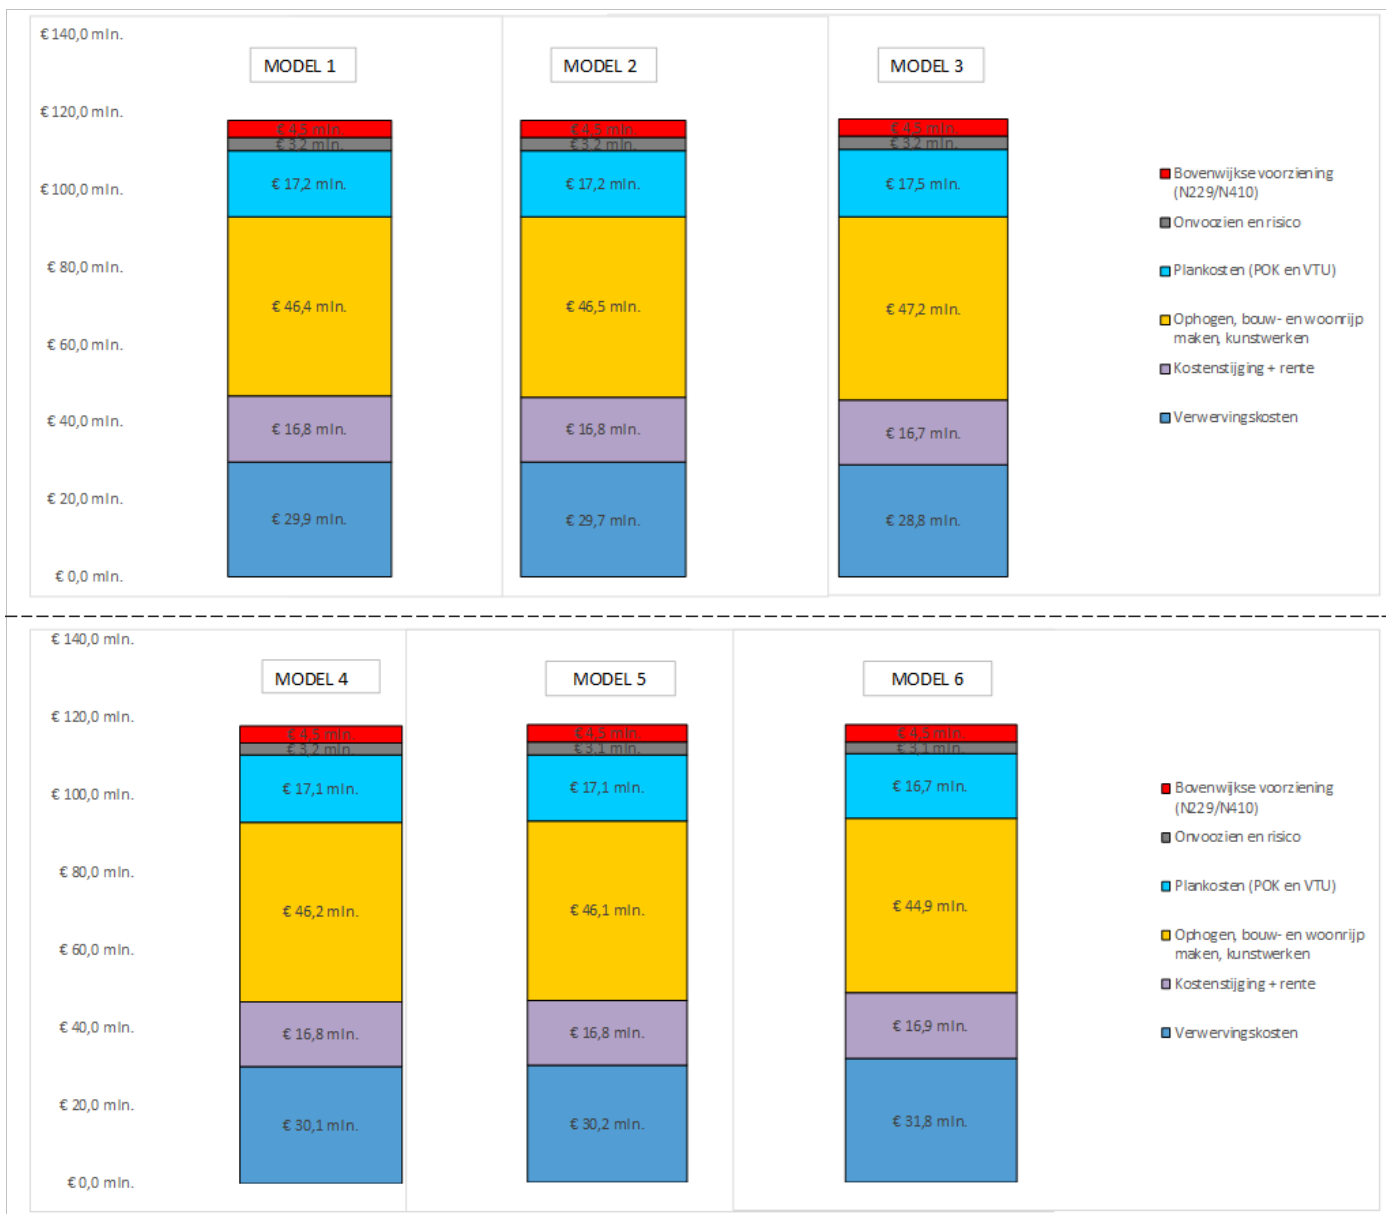 € 140,0 mln.
MODEL 1
MODEL 2
MODEL 3
€ 120,0 mln.
€ 4,5 mln.
€ 4,5 mln.
€ 4,5 mln.
€ 3,2 mln.
€ 3,2 mln.
€ 3,2 mln.
€ 100,0 mln.
€ 17,2 mln.
€ 17,2 mln.
€ 17,5 mln.
€ 80,0 mln.
€ 46,4 mln.
€ 46,5 mln.
€ 47,2 mln.
€ 60,0 mln.
€ 40,0 mln.
€ 16,8 mln.
€ 16,8 mln.
€ 16,7 mln.
€ 20,0 mln.
€ 29,9 mln.
€ 29,7 mln.
€ 28,8 mln.
€ 0,0 mln.
Bovenwijkse voorziening
(N229/N410)
Onvoozien en risico
Plankosten (POK en VTU)
Ophogen, bouw- en woonrijp
maken, kunstwerken
Kostenstijging + rente
Verwervingskosten
€ 140,0 mln.
MODEL 4
MODEL 5
MODEL 6
€ 120,0 mln.
€ 4,5 mln.
€ 4,5 mln.
€ 4,5 mln.
€ 3,2 mln.
€ 3,1 mln.
€ 3,1 mln.
€ 100,0 mln.
€ 17,1 mln.
€ 17,1 mln.
€ 16,7 mln.
€ 80,0 mln.
€ 46,2 mln.
€ 46,1 mln.
€ 44,9 mln.
€ 60,0 mln.
€ 40,0 mln.
€ 16,8 mln.
€ 16,8 mln.
€ 16,9 mln.
€ 20,0 mln.
€ 30,1 mln.
€ 30,2 mln.
€ 31,8 mln.
€ 0,0 mln.
Bovenwijkse voorziening
(N229/N410)
Onvoozien en risico
Plankosten (POK en VTU)
Ophogen, bouw- en woonrijp
maken, kunstwerken
Kostenstijging + rente
Verwervingskosten